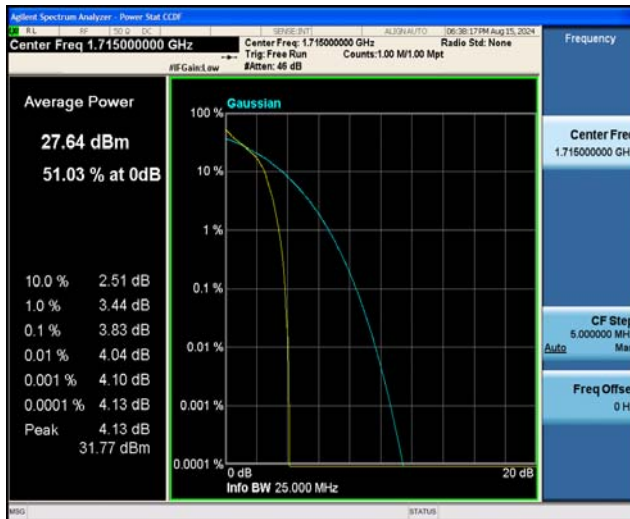 Agilent Spectrum Analyzer - Power Stat CCDF
RL RF 50 Ω DC SENSE:INT ALIGN AUTO 06:38:17PM Aug 15, 2024
Center Freq 1.715000000 GHz
Center Freq: 1.715000000 GHz Radio Std: None
Trig: Free Run Counts:1.00 M/1.00 Mpt
#IFGain:Low #Atten: 46 dB
Frequency
Average Power
27.64 dBm
51.03 % at 0dB
10.0 % 2.51 dB
1.0 % 3.44 dB
0.1 % 3.83 dB
0.01 % 4.04 dB
0.001 % 4.10 dB
0.0001 % 4.13 dB
Peak 4.13 dB
31.77 dBm
Gaussian
100 %
10 %
1 %
0.1 %
0.01 %
0.001 %
0.0001 %
0 dB 20 dB
Info BW 25.000 MHz
Center Fre
1.715000000 GH
CF Step
5.000000 MH
Auto Ma
Freq Offse
0 H
MSG STATUS